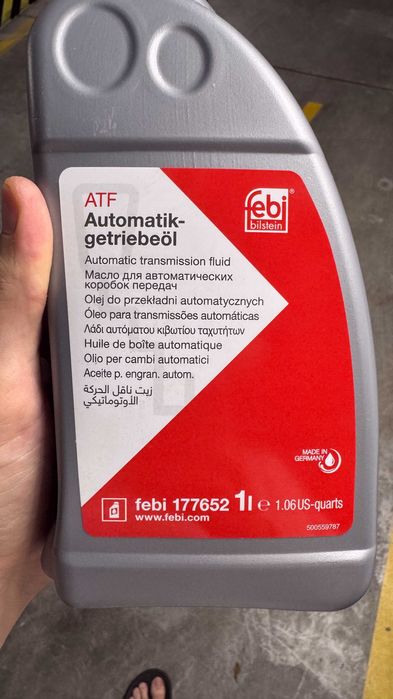 ATF
Automatik-
getriebeöl
febi
®
bilstein
Automatic transmission fluid
Масло для автоматических
коробок передач
Olej do przekładni automatycznych
Óleo para transmissões automáticas
Λάδι αυτόματου κιβωτίου ταχυτήτων
Huile de boîte automatique
Olio per cambi automatici
Aceite p. engran. autom.
زيت ناقل الحركة
الأوتوماتيكي
MADE IN
GERMANY
febi 177652 1l e 1.06 US-quarts
www.febi.com
500559787